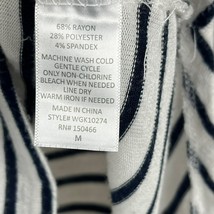 68% RAYON
28% POLYESTER
4% SPANDEX
MACHINE WASH COLD
GENTLE CYCLE
ONLY NON-CHLORINE
BLEACH WHEN NEEDED
LINE DRY
WARM IRON IF NEEDED
MADE IN CHINA
STYLE# WGK10274
RN# 150466
M